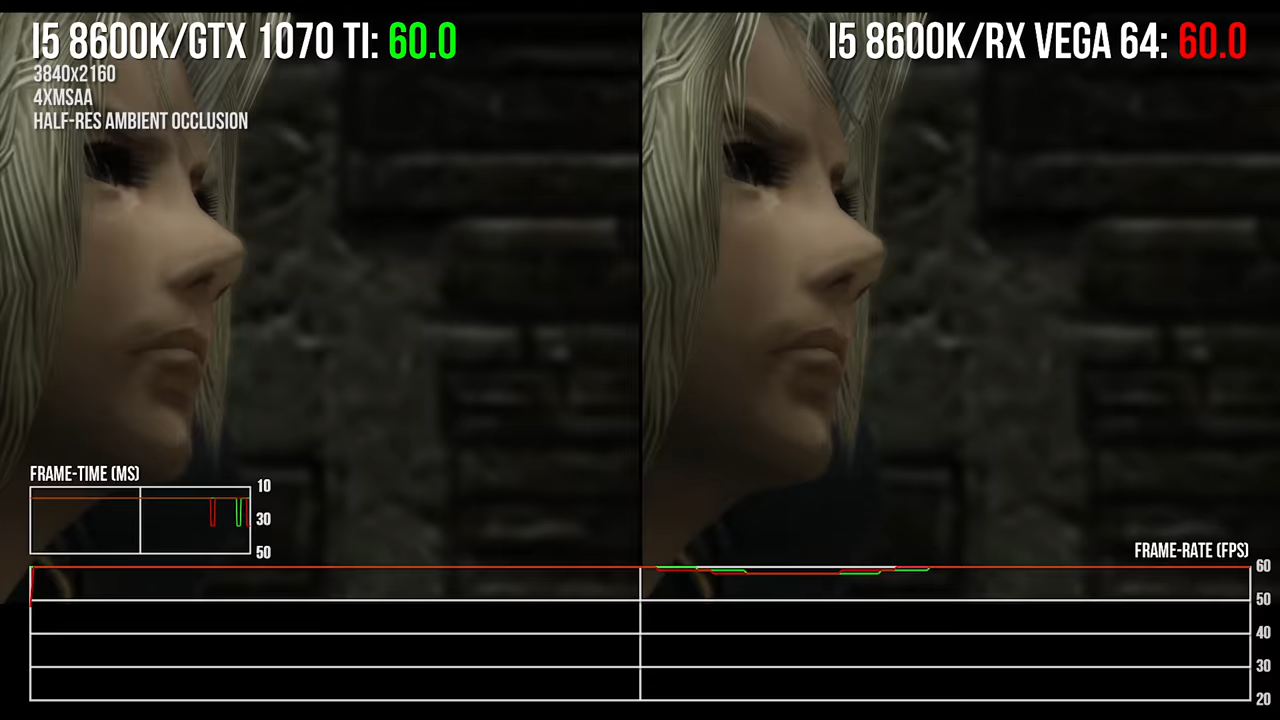 I5 8600K/GTX 1070 TI: 60.0
3840x2160
4XMSAA
HALF-RES AMBIENT OCCLUSION
I5 8600K/RX VEGA 64: 60.0
FRAME-TIME (MS)
10
30
50
FRAME-RATE (FPS)
60
50
40
30
20